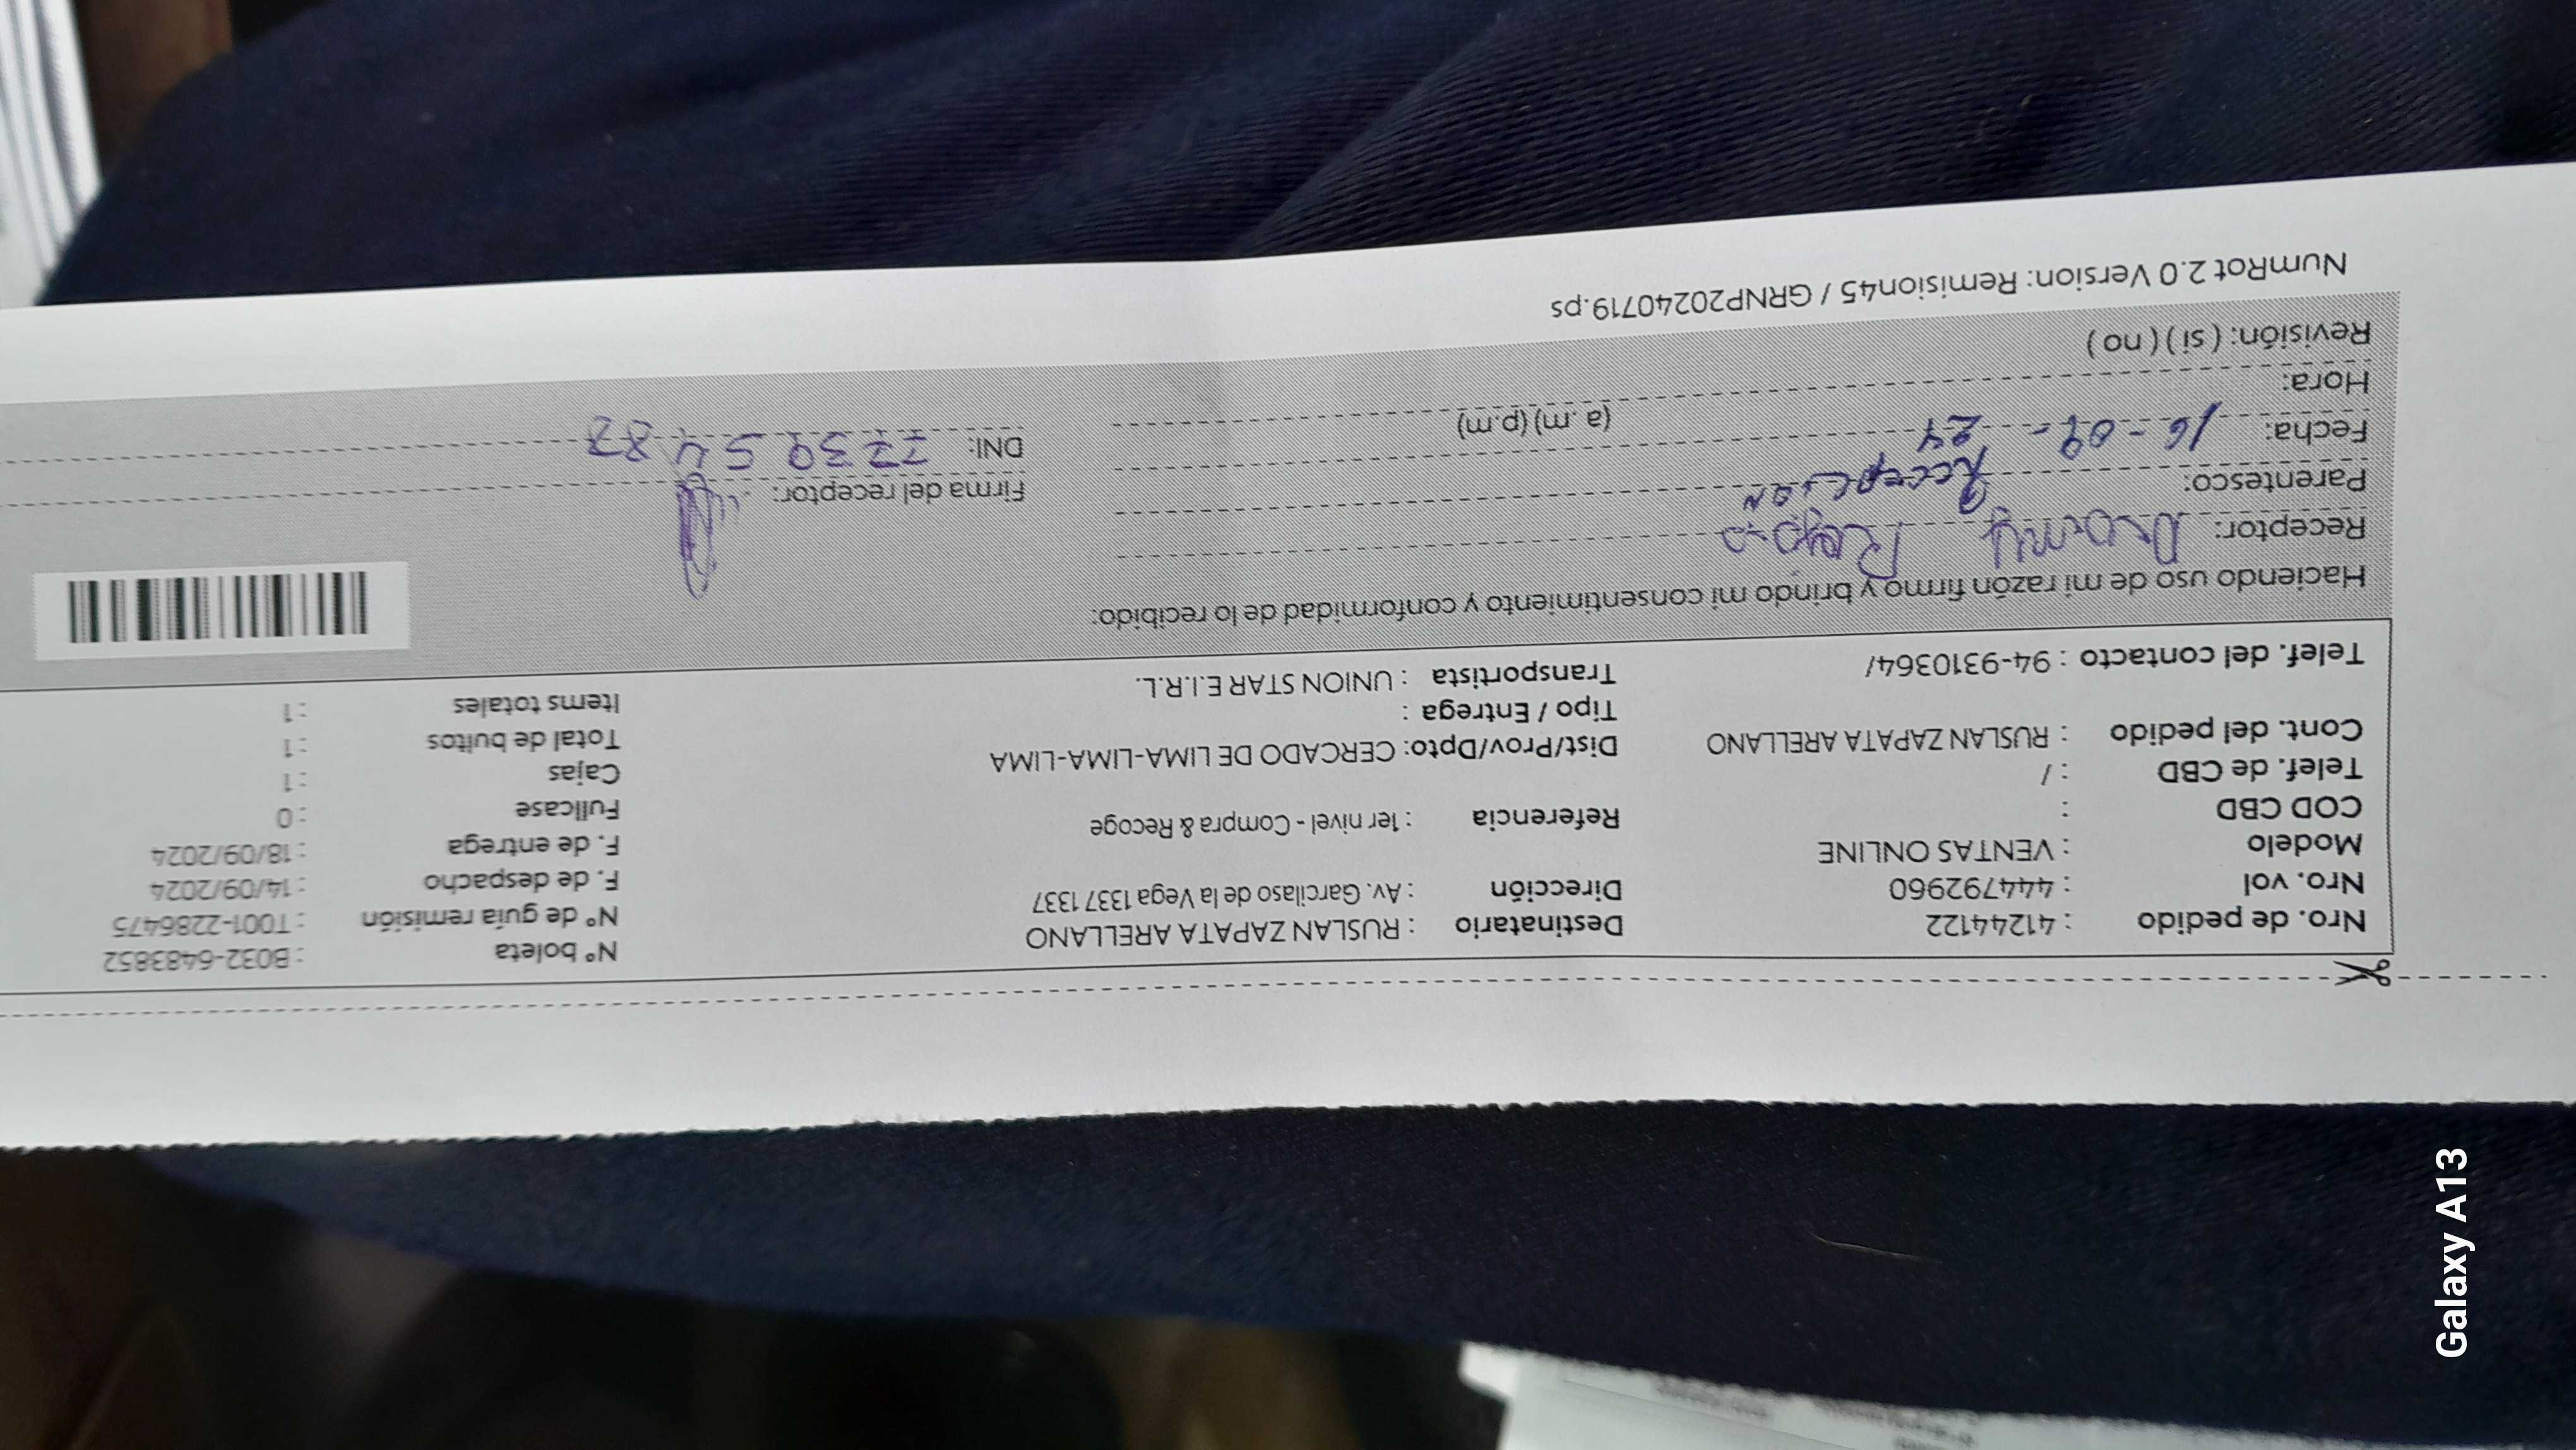 Nro. de pedido : 41244122
Nro. vol : 444792960
Modelo : VENTAS ONLINE
COD CBD :
Telef. de CBD : /
Cont. del pedido : RUSLAN ZAPATA ARELLANO
Telef. del contacto : 94-9310364/
Destinatario : RUSLAN ZAPATA ARELLANO
Dirección : Av. Garcilaso de la Vega 1337 1337
Referencia : 1er nivel - Compra & Recoge
Dist/Prov/Dpto: CERCADO DE LIMA-LIMA-LIMA
Tipo / Entrega :
Transportista : UNION STAR E.I.R.L.
N° boleta : B032-6483852
N° de guía remisión : T001-2286475
F. de despacho : 14/09/2024
F. de entrega : 18/09/2024
Fullcase : 0
Cajas : 1
Total de bultos : 1
Items totales : 1
Haciendo uso de mi razón firmo y brindo mi consentimiento y conformidad de lo recibido:
Receptor:
Parentesco: Recepcion
Fecha: 16-09-24
Hora: (a.m) (p.m)
Revisión: ( si ) ( no )
Firma del receptor:
DNI:
NumRot 2.0 Version: Remision45 / GRNP20240719.ps
Galaxy A13